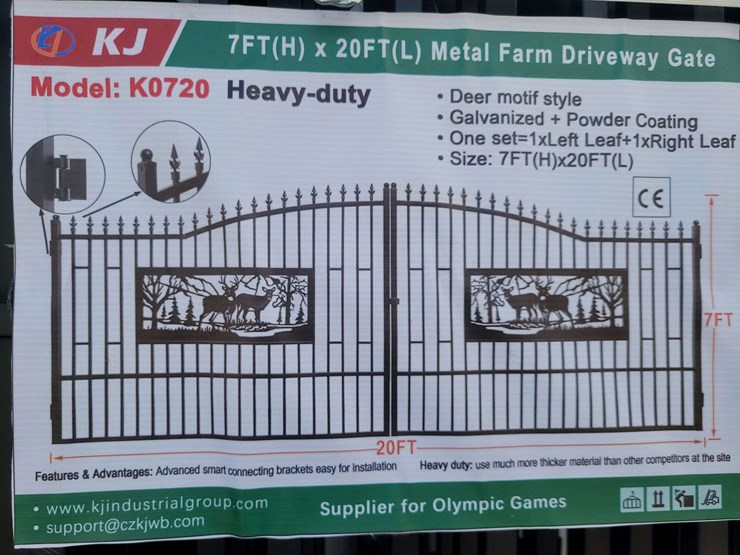 KJ
7FT(H) x 20FT(L) Metal Farm Driveway Gate
Model: K0720 Heavy-duty
• Deer motif style
• Galvanized + Powder Coating
• One set=1xLeft Leaf+1xRight Leaf
• Size: 7FT(H)x20FT(L)
CE
7FT
20FT
Features & Advantages: Advanced smart connecting brackets easy for installation
Heavy duty: use much more thicker material than other competitors at the site
• www.kjindustrialgroup.com
• support@czkjwb.com
Supplier for Olympic Games